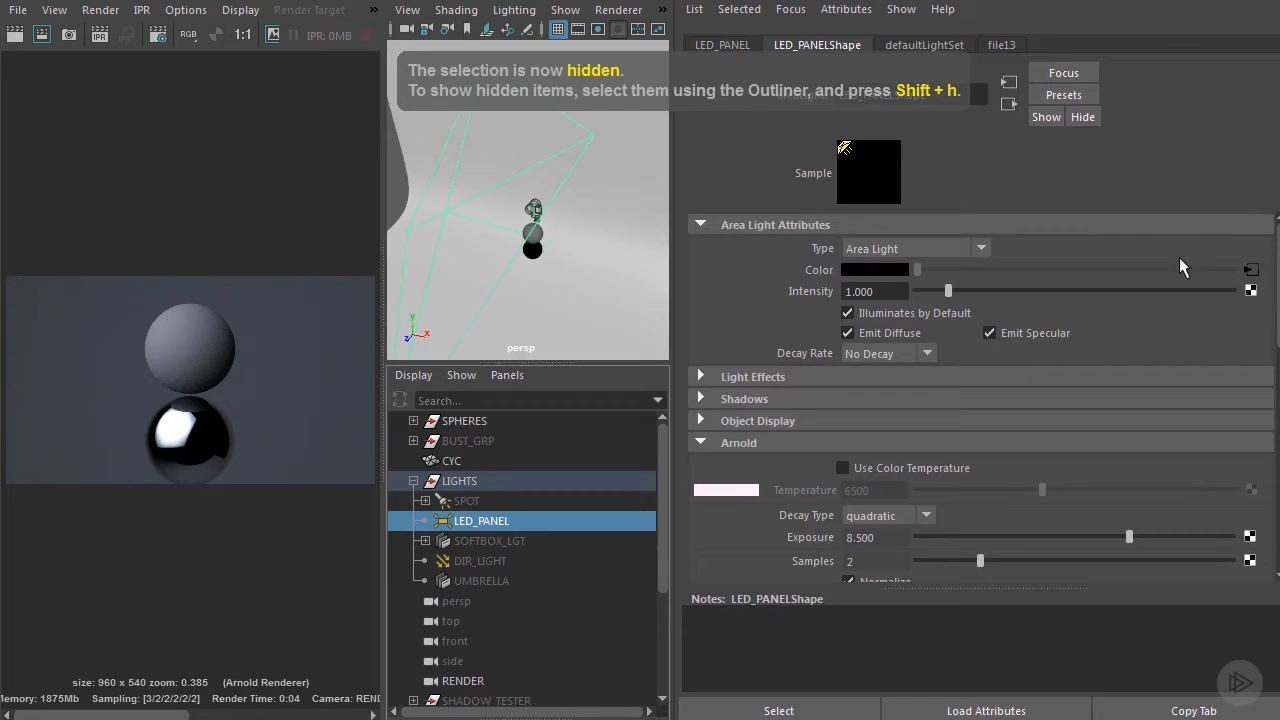 File View Render IPR Options Display Render Target »
View Shading Lighting Show Renderer »
List Selected Focus Attributes Show Help
RGB 1:1 IPR: 0MB
LED_PANEL LED_PANELShape defaultLightSet file13
The selection is now hidden.
To show hidden items, select them using the Outliner, and press Shift + h.
Focus
Presets
Show Hide
Sample
y
x
z
persp
Area Light Attributes
Type Area Light
Color
Intensity 1.000
Illuminates by Default
Emit Diffuse Emit Specular
Decay Rate No Decay
Light Effects
Shadows
Object Display
Arnold
Use Color Temperature
Temperature 6500
Decay Type quadratic
Exposure 8.500
Samples 2
Normalize
Notes: LED_PANELShape
Display Show Panels
Search...
SPHERES
BUST_GRP
CYC
LIGHTS
SPOT
LED_PANEL
SOFTBOX_LGT
DIR_LIGHT
UMBRELLA
persp
top
front
side
RENDER
SHADOW_TESTER
size: 960 x 540 zoom: 0.385 (Arnold Renderer)
Memory: 1875Mb Sampling: [3/2/2/2/2/2] Render Time: 0:04 Camera: REND
Select Load Attributes Copy Tab